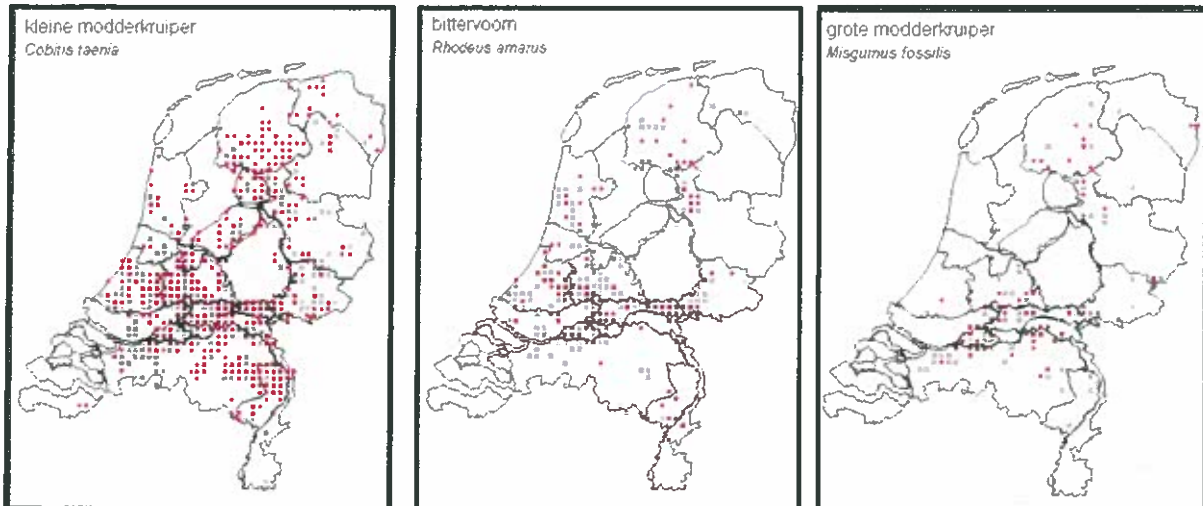 kleine modderkruiper
Cobitis taenia
bittervoorn
Rhodeus amarus
grote modderkruiper
Misgurnus fossilis